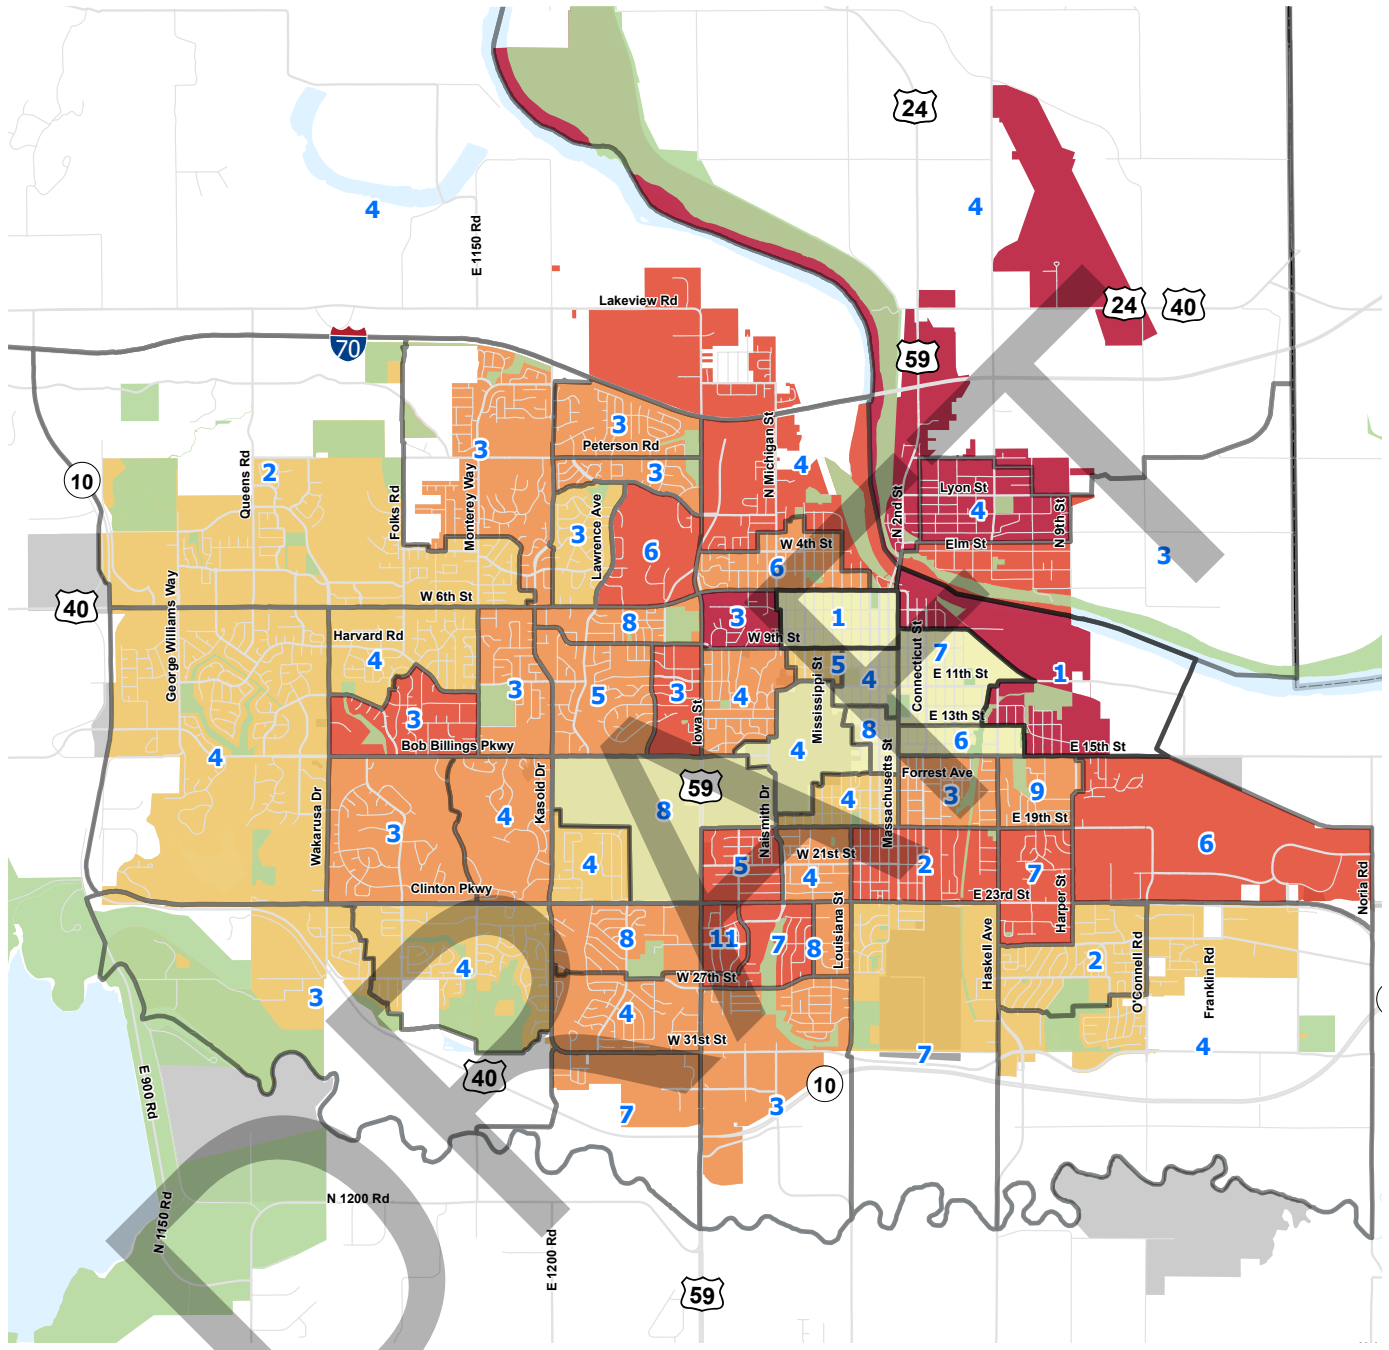 24
4
4
E 1150 Rd
Lakeview Rd
24
40
70
59
3
Peterson Rd
3
N Michigan St
Queens Rd
2
10
3
4
Folks Rd
Monterey Way
Lawrence Ave
3
6
Lyon St
4
N 2nd St
N 9th St
W 4th St
Elm St
3
6
40
George Williams Way
W 6th St
8
3
W 9th St
1
Harvard Rd
4
5
4
7
E 11th St
1
Connecticut St
Mississippi St
3
3
5
3
4
Iowa St
E 13th St
8
6
E 15th St
Bob Billings Pkwy
4
4
Massachusetts St
59
Forrest Ave
3
9
Wakarusa Dr
Kasold Dr
4
3
8
Naismith Dr
4
E 19th St
W 21st St
6
4
5
4
2
7
Clinton Pkwy
E 23rd St
Harper St
Noria Rd
Louisiana St
8
11
7
8
Haskell Ave
2
O'Connell Rd
Franklin Rd
4
W 27th St
3
4
W 31st St
7
4
40
10
E 900 Rd
7
3
N 1200 Rd
N 1150 Rd
E 1200 Rd
59
DRAFT